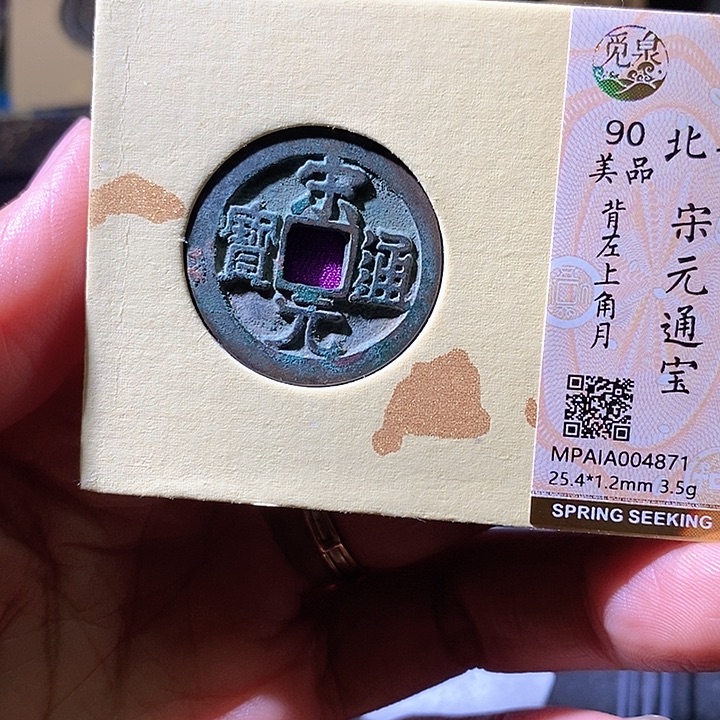 宋元通寳
觅泉
90
美品
背左上角月
北
宋元通宝
MPAIA004871
25.4*1.2mm 3.5g
SPRING SEEKING